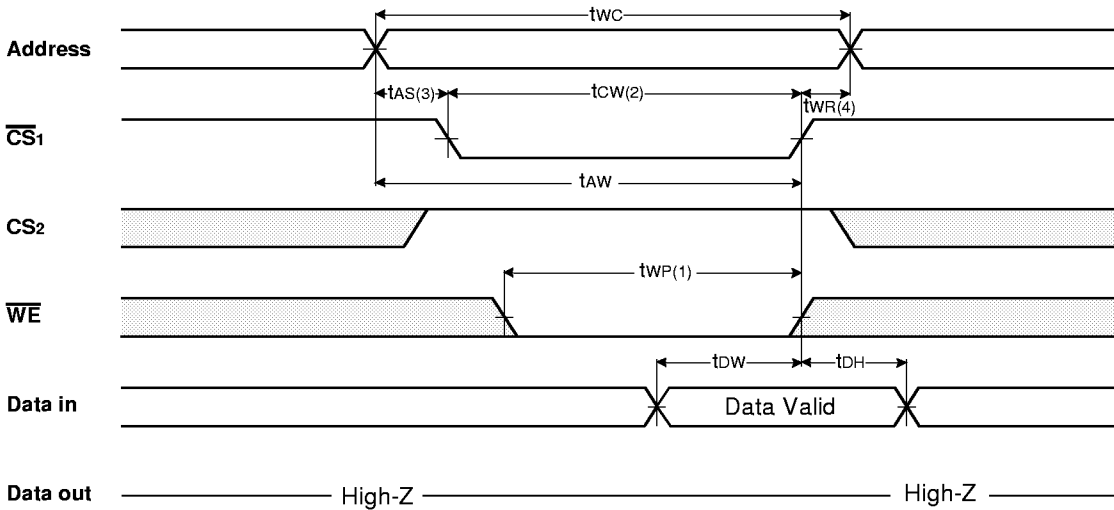 tWC
Address
tAS(3) tCW(2) tWR(4)
CS1
tAW
CS2
tWP(1)
WE
tDW tDH
Data in Data Valid
Data out High-Z High-Z